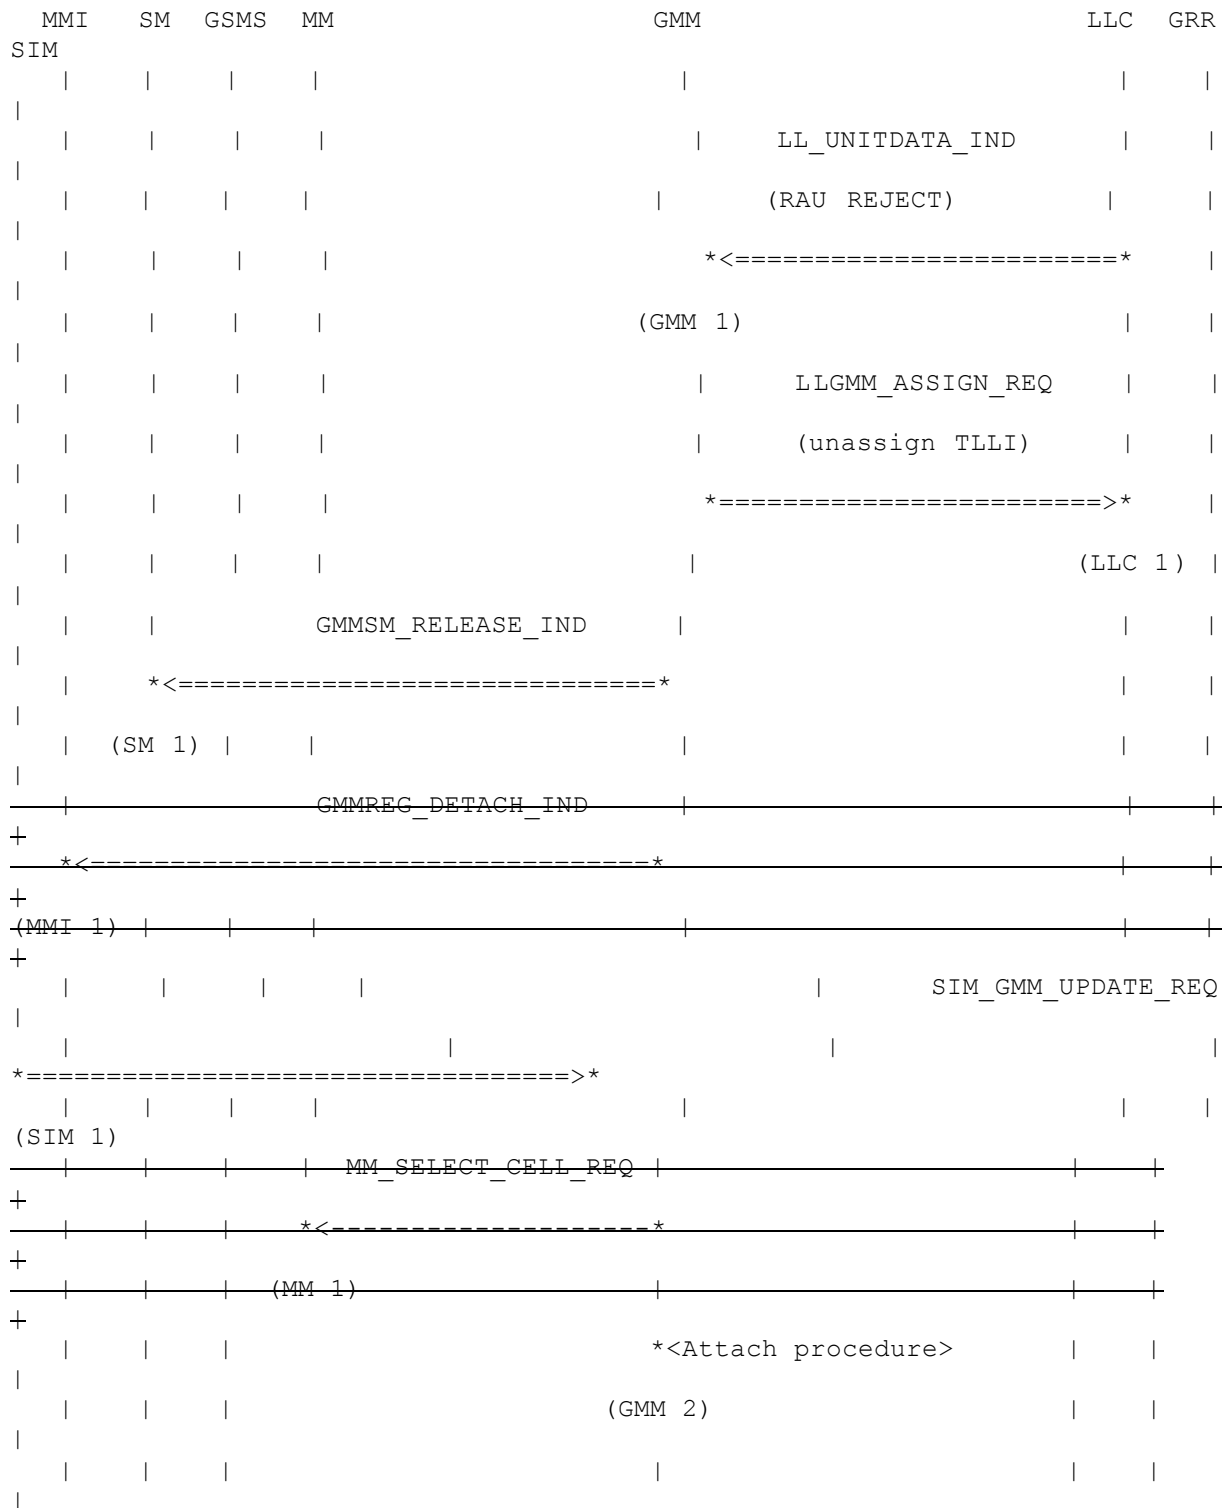 MMI SM GSMS MM GMM LLC GRR
SIM
| | | | | | |
|
| | | | | LL_UNITDATA_IND | |
|
| | | | | (RAU REJECT) | |
|
| | | | *<========================* |
|
| | | | (GMM 1) | |
|
| | | | | LLGMM_ASSIGN_REQ | |
|
| | | | | (unassign TLLI) | |
|
| | | | *========================>* |
|
| | | | | (LLC 1) |
|
| | GMMSM_RELEASE_IND | | |
|
| *<==============================* | |
|
| (SM 1) | | | | |
|
| GMMREG_DETACH_IND | | |
|
*<===================================* | |
|
(MMI 1) | | | | | |
|
| | | | | SIM_GMM_UPDATE_REQ
|
| | | |
*==================================>*
| | | | | | |
(SIM 1)
| | | | MM_SELECT_CELL_REQ | | |
|
| | | *<--------------------* | |
|
| | | (MM 1) | | |
|
| | | *<Attach procedure> | |
|
| | | (GMM 2) | |
|
| | | | | |
|